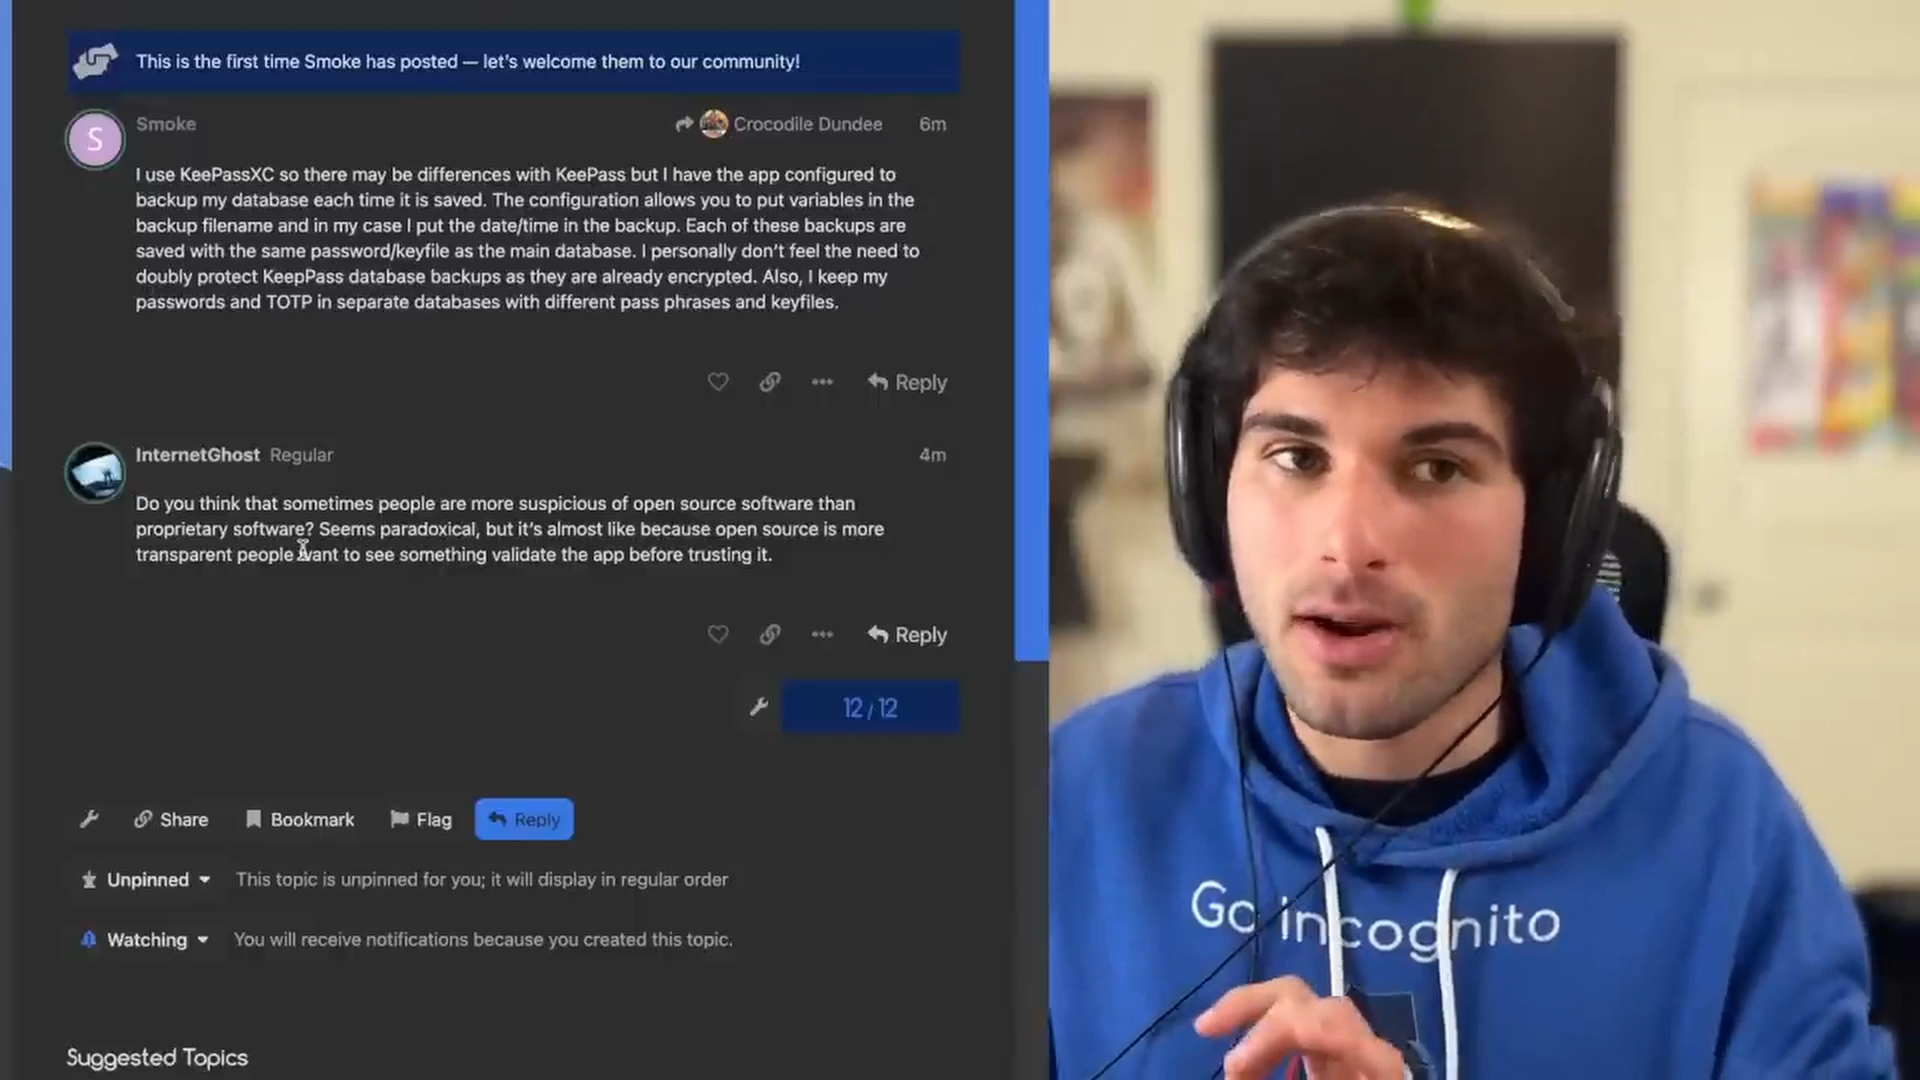 This is the first time Smoke has posted — let's welcome them to our community!
S
Smoke
Crocodile Dundee
6m
I use KeePassXC so there may be differences with KeePass but I have the app configured to
backup my database each time it is saved. The configuration allows you to put variables in the
backup filename and in my case I put the date/time in the backup. Each of these backups are
saved with the same password/keyfile as the main database. I personally don't feel the need to
doubly protect KeepPass database backups as they are already encrypted. Also, I keep my
passwords and TOTP in separate databases with different pass phrases and keyfiles.
Reply
InternetGhost Regular
4m
Do you think that sometimes people are more suspicious of open source software than
proprietary software? Seems paradoxical, but it's almost like because open source is more
transparent people want to see something validate the app before trusting it.
Reply
12 / 12
Share
Bookmark
Flag
Reply
Unpinned
This topic is unpinned for you; it will display in regular order
Watching
You will receive notifications because you created this topic.
Suggested Topics
Go Incognito